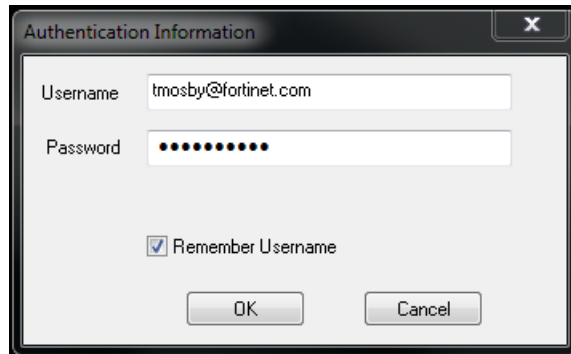 Authentication Information
x
Username tmosby@fortinet.com
Password ••••••••••
Remember Username
OK Cancel